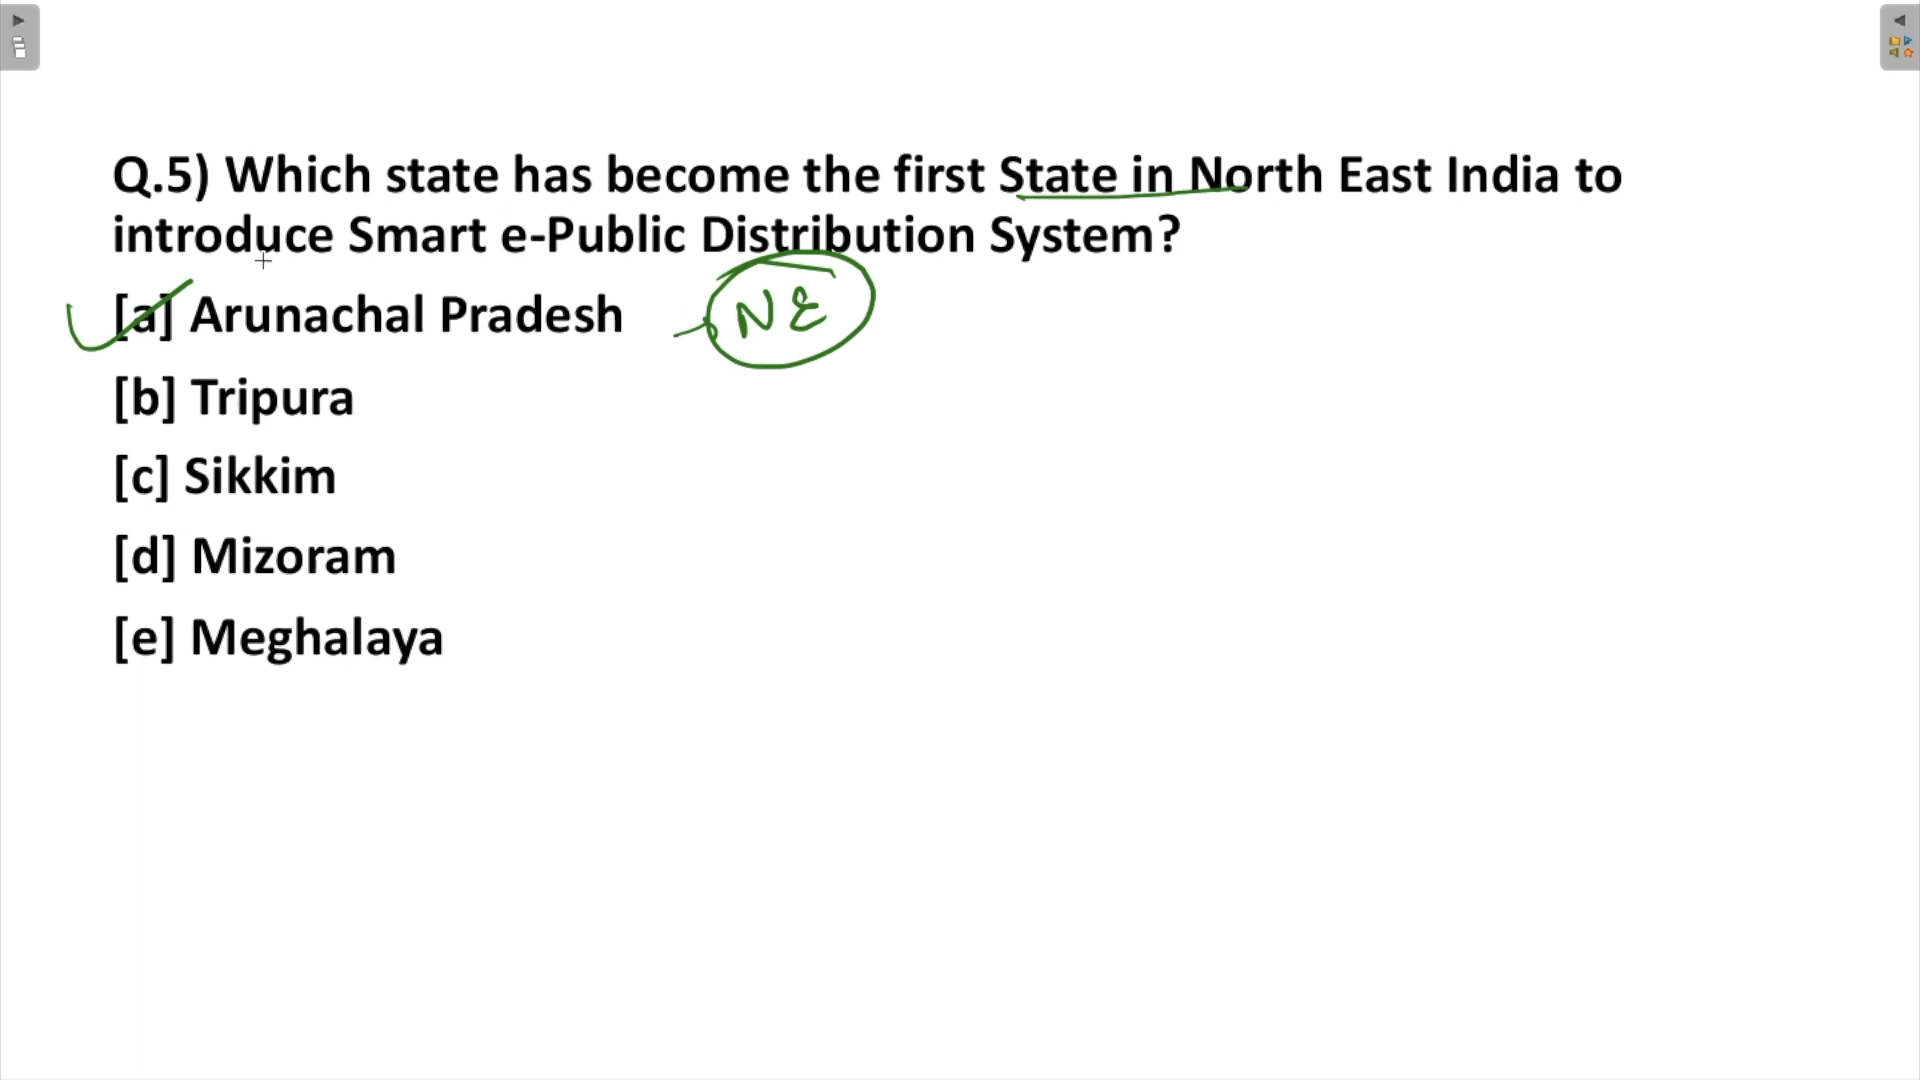 Q.5) Which state has become the first State in North East India to
introduce Smart e-Public Distribution System?
[a] Arunachal Pradesh
NE
[b] Tripura
[c] Sikkim
[d] Mizoram
[e] Meghalaya